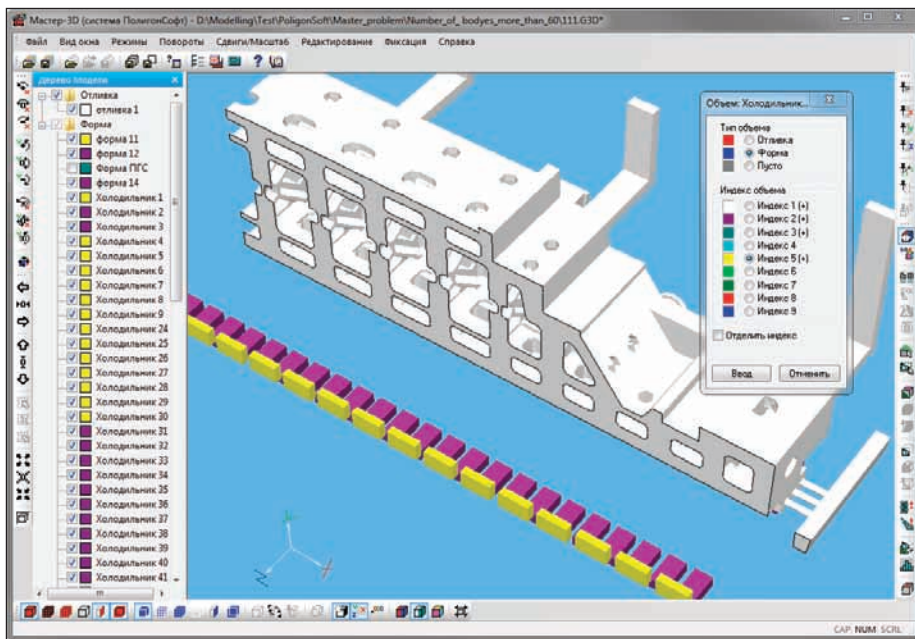 Мастер-3D (система ПолигонСофт) - D:\Modelling\Test\PoligonSoft\Master_problem\Number_of_ bodyes_more_than_60\111.G3D*
Файл Вид окна Режимы Повороты Сдвиги/Масштаб Редактирование Фиксация Справка
Дерево Модели
Отливка
отливка 1
Форма
форма 11
форма 12
Форма ПГС
форма 14
Холодильник 1
Холодильник 2
Холодильник 3
Холодильник 4
Холодильник 5
Холодильник 6
Холодильник 7
Холодильник 8
Холодильник 9
Холодильник 24
Холодильник 25
Холодильник 26
Холодильник 27
Холодильник 28
Холодильник 29
Холодильник 30
Холодильник 31
Холодильник 32
Холодильник 33
Холодильник 34
Холодильник 35
Холодильник 36
Холодильник 37
Холодильник 38
Холодильник 39
Холодильник 40
Холодильник 41
Объем: Холодильник...
Тип объема
Отливка
Форма
Пусто
Индекс объема
Индекс 1 (+)
Индекс 2 (+)
Индекс 3 (+)
Индекс 4
Индекс 5 (+)
Индекс 6
Индекс 7
Индекс 8
Индекс 9
Отделить индекс
Ввод Отменить
X
Z
CAP NUM SCRL